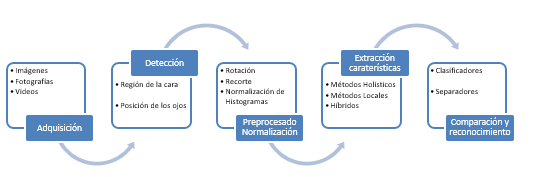 • Imágenes
• Fotografías
• Videos
Adquisición
Detección
• Región de la cara
• Posición de los ojos
• Rotación
• Recorte
• Normalización de
Histogramas
Preprocesado
Normalización
Extracción
caraterísticas
• Métodos Holísticos
• Métodos Locales
• Híbridos
• Clasificadores
• Separadores
Comparación y
reconocimiento